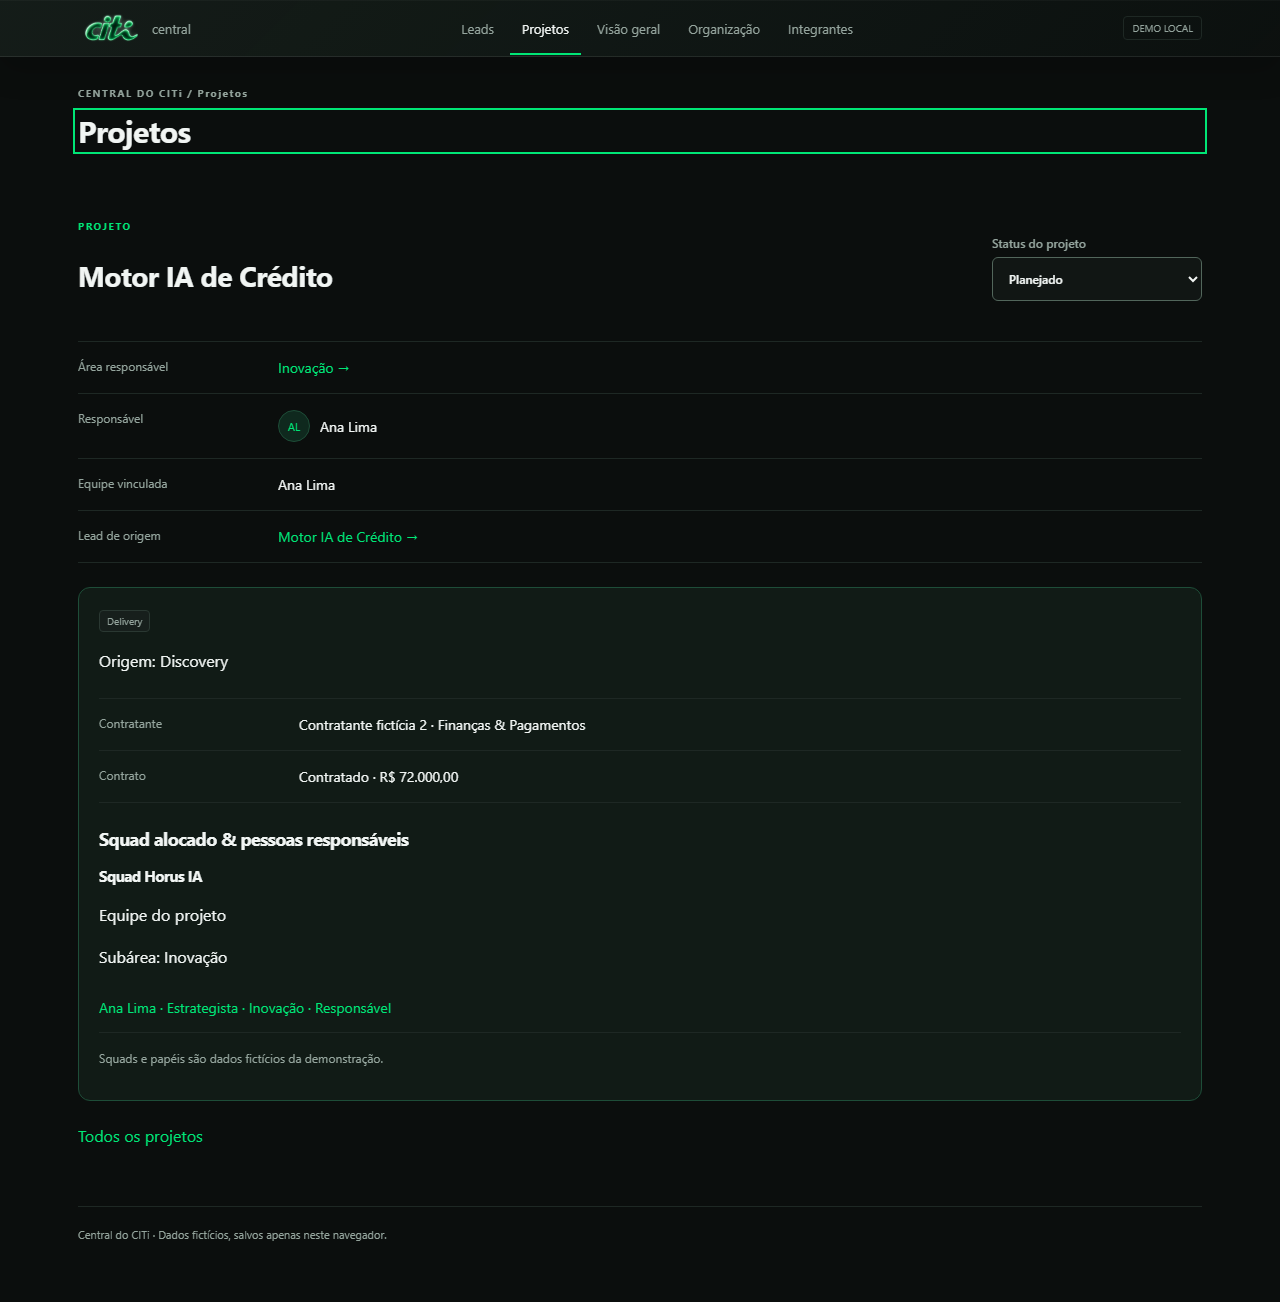 citi central
Leads
Projetos
Visão geral
Organização
Integrantes
DEMO LOCAL
CENTRAL DO CITi / Projetos
Projetos
PROJETO
Motor IA de Crédito
Status do projeto
Planejado
Área responsável
Inovação →
Responsável
AL Ana Lima
Equipe vinculada
Ana Lima
Lead de origem
Motor IA de Crédito →
Delivery
Origem: Discovery
Contratante
Contratante fictícia 2 · Finanças & Pagamentos
Contrato
Contratado · R$ 72.000,00
Squad alocado & pessoas responsáveis
Squad Horus IA
Equipe do projeto
Subárea: Inovação
Ana Lima · Estrategista · Inovação · Responsável
Squads e papéis são dados fictícios da demonstração.
Todos os projetos
Central do CITi · Dados fictícios, salvos apenas neste navegador.